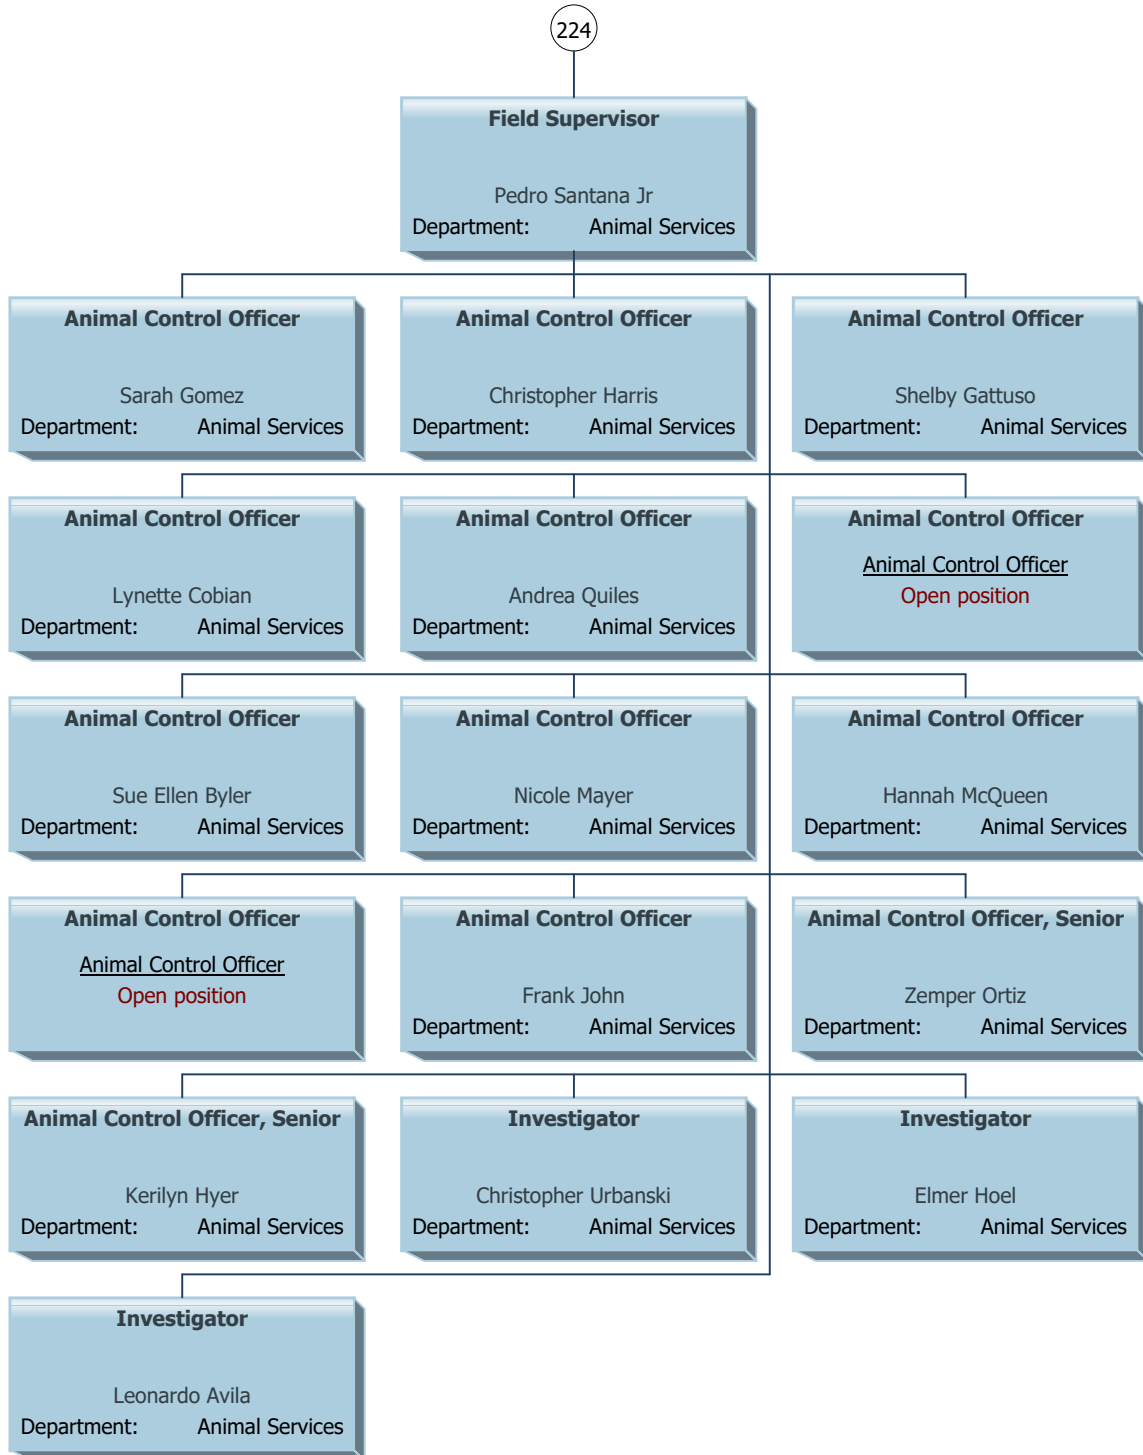 224
Field Supervisor
Pedro Santana Jr
Department: Animal Services
Animal Control Officer
Sarah Gomez
Department: Animal Services
Animal Control Officer
Christopher Harris
Department: Animal Services
Animal Control Officer
Shelby Gattuso
Department: Animal Services
Animal Control Officer
Lynette Cobian
Department: Animal Services
Animal Control Officer
Andrea Quiles
Department: Animal Services
Animal Control Officer
Animal Control Officer
Open position
Animal Control Officer
Sue Ellen Byler
Department: Animal Services
Animal Control Officer
Nicole Mayer
Department: Animal Services
Animal Control Officer
Hannah McQueen
Department: Animal Services
Animal Control Officer
Animal Control Officer
Open position
Animal Control Officer
Frank John
Department: Animal Services
Animal Control Officer, Senior
Zemper Ortiz
Department: Animal Services
Animal Control Officer, Senior
Kerilyn Hyer
Department: Animal Services
Investigator
Christopher Urbanski
Department: Animal Services
Investigator
Elmer Hoel
Department: Animal Services
Investigator
Leonardo Avila
Department: Animal Services